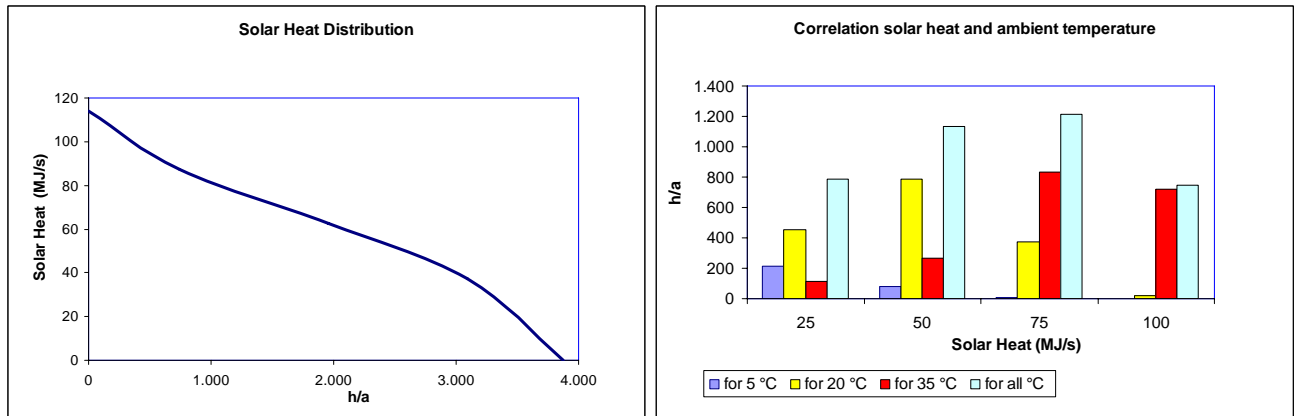 Solar Heat Distribution
120
100
80
60
40
20
0
Solar Heat (MJ/s)
0 1.000 2.000 3.000 4.000
h/a
Correlation solar heat and ambient temperature
1.400
1.200
1.000
800
600
400
200
0
h/a
25 50 75 100
Solar Heat (MJ/s)
for 5 °C for 20 °C for 35 °C for all °C